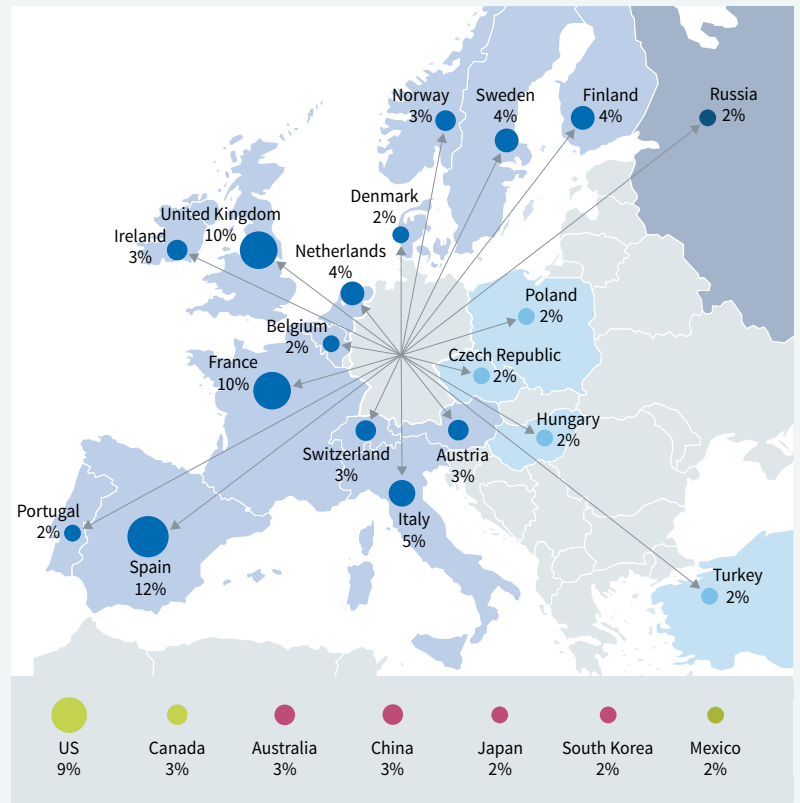 Norway
3%
Sweden
4%
Finland
4%
Russia
2%
Denmark
2%
United Kingdom
10%
Ireland
3%
Netherlands
4%
Poland
2%
Belgium
2%
Czech Republic
2%
France
10%
Hungary
2%
Switzerland
3%
Austria
3%
Portugal
2%
Italy
5%
Spain
12%
Turkey
2%
US
9%
Canada
3%
Australia
3%
China
3%
Japan
2%
South Korea
2%
Mexico
2%